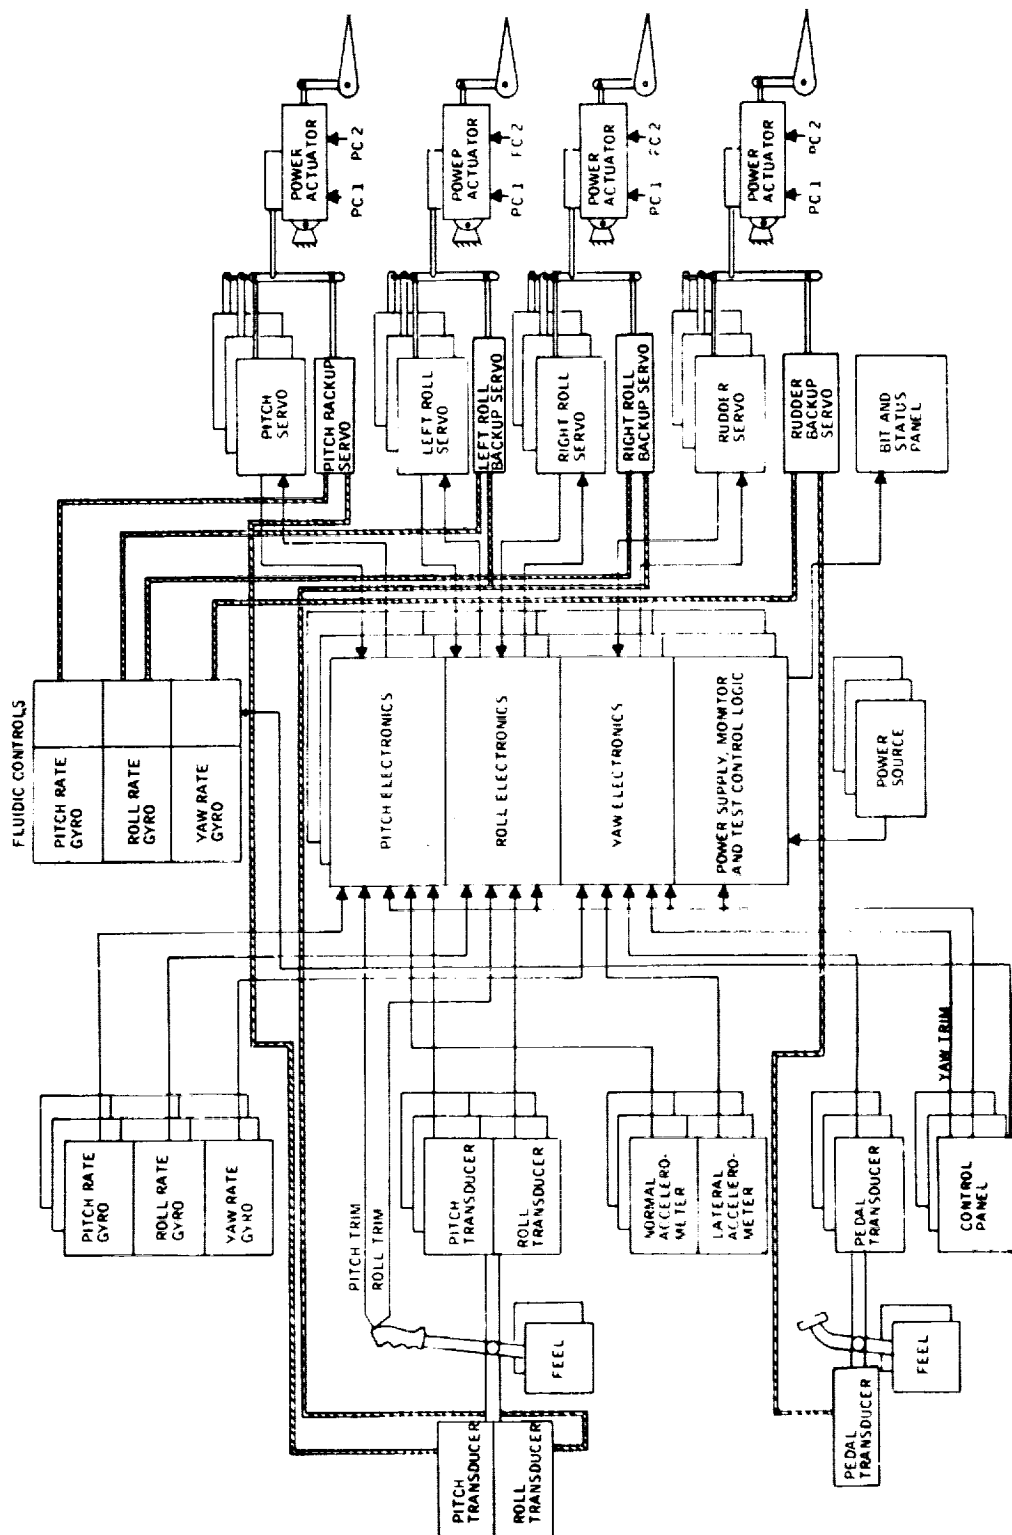 PITCH TRANSDUCER
ROLL TRANSDUCER
PEDAL TRANSDUCER
FEEL
FEEL
PITCH TRIM
ROLL TRIM
PITCH RATE
GYRO
ROLL RATE
GYRO
YAW RATE
GYRO
PITCH
TRANSDUCER
ROLL
TRANSDUCER
NORMAL
ACCELERO-
METER
LATERAL
ACCELERO-
METER
PEDAL
TRANSDUCER
CONTROL
PANEL
YAW TRIM
FLUIDIC CONTROLS
PITCH RATE
GYRO
ROLL RATE
GYRO
YAW RATE
GYRO
PITCH ELECTRONICS
ROLL ELECTRONICS
YAW ELECTRONICS
POWER SUPPLY, MONITOR
AND TEST CONTROL LOGIC
POWER
SOURCE
PITCH
SERVO
PITCH BACKUP
SERVO
LEFT ROLL
SERVO
LEFT ROLL
BACKUP SERVO
RIGHT ROLL
SERVO
RIGHT ROLL
BACKUP SERVO
RUDDER
SERVO
RUDDER
BACKUP
SERVO
BIT AND
STATUS
PANEL
POWER
ACTUATOR
PC 1
PC 2
POWER
ACTUATOR
PC 1
PC 2
POWER
ACTUATOR
PC 1
PC 2
POWER
ACTUATOR
PC 1
PC 2